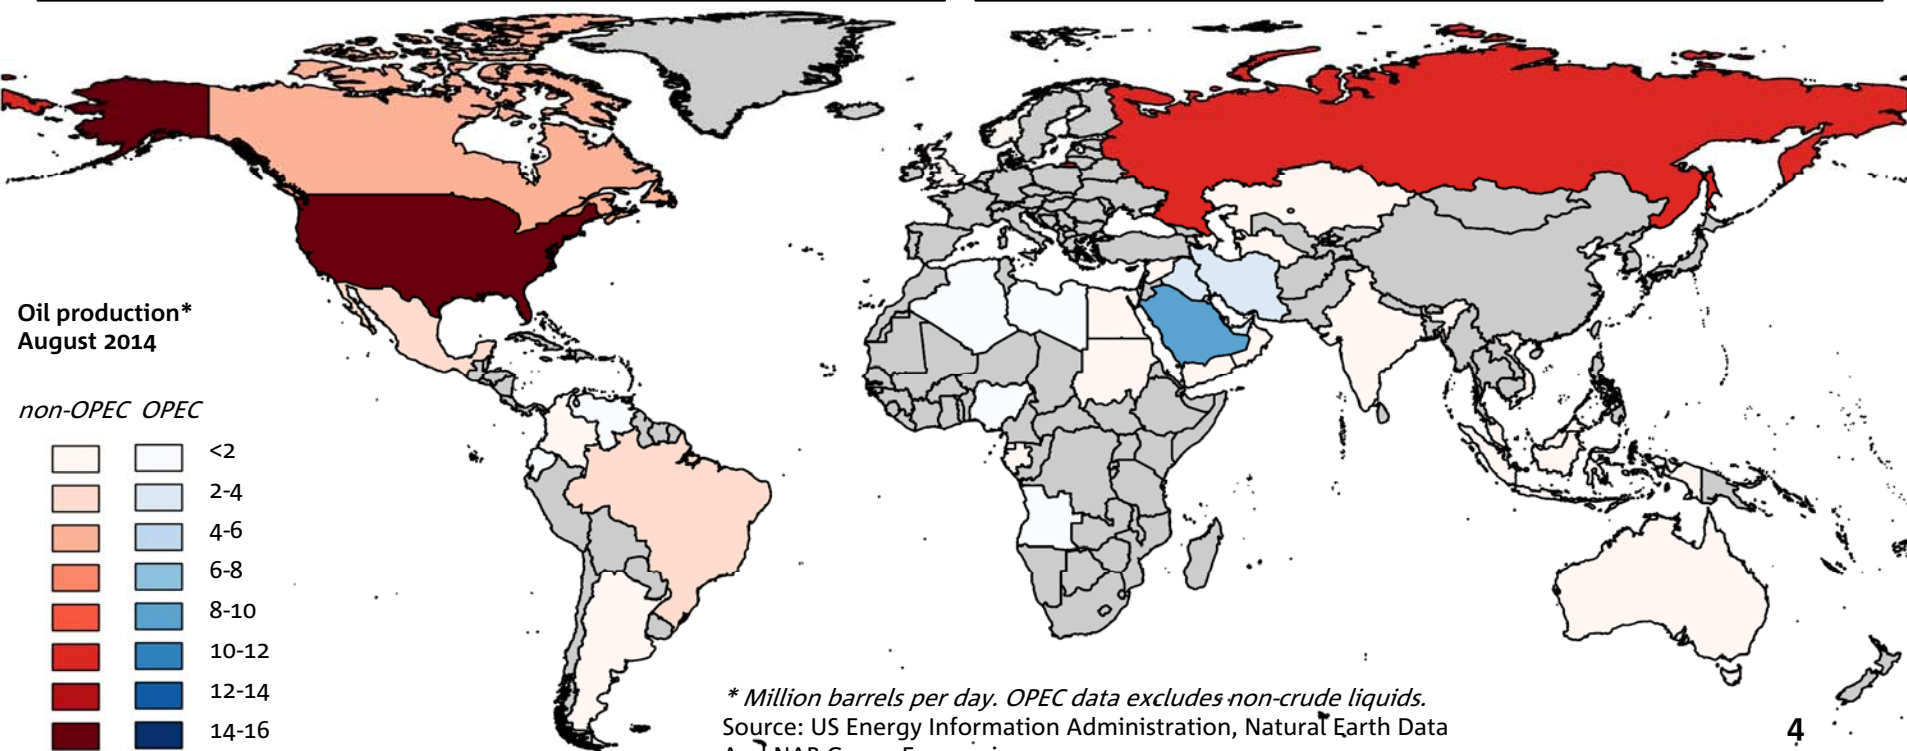 Oil production*
August 2014
non-OPEC OPEC
<2
2-4
4-6
6-8
8-10
10-12
12-14
14-16
* Million barrels per day. OPEC data excludes non-crude liquids.
Source: US Energy Information Administration, Natural Earth Data
4